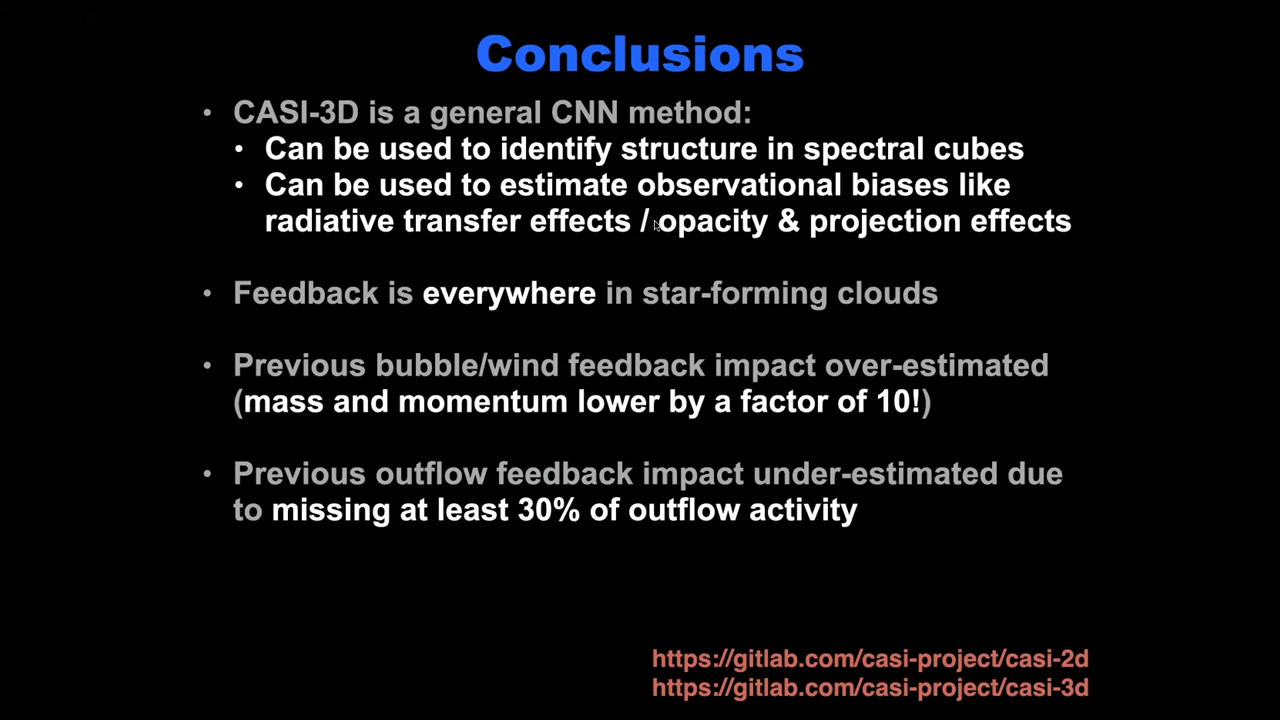 Conclusions
• CASI-3D is a general CNN method:
• Can be used to identify structure in spectral cubes
• Can be used to estimate observational biases like
radiative transfer effects / opacity & projection effects
• Feedback is everywhere in star-forming clouds
• Previous bubble/wind feedback impact over-estimated
(mass and momentum lower by a factor of 10!)
• Previous outflow feedback impact under-estimated due
to missing at least 30% of outflow activity
https://gitlab.com/casi-project/casi-2d
https://gitlab.com/casi-project/casi-3d